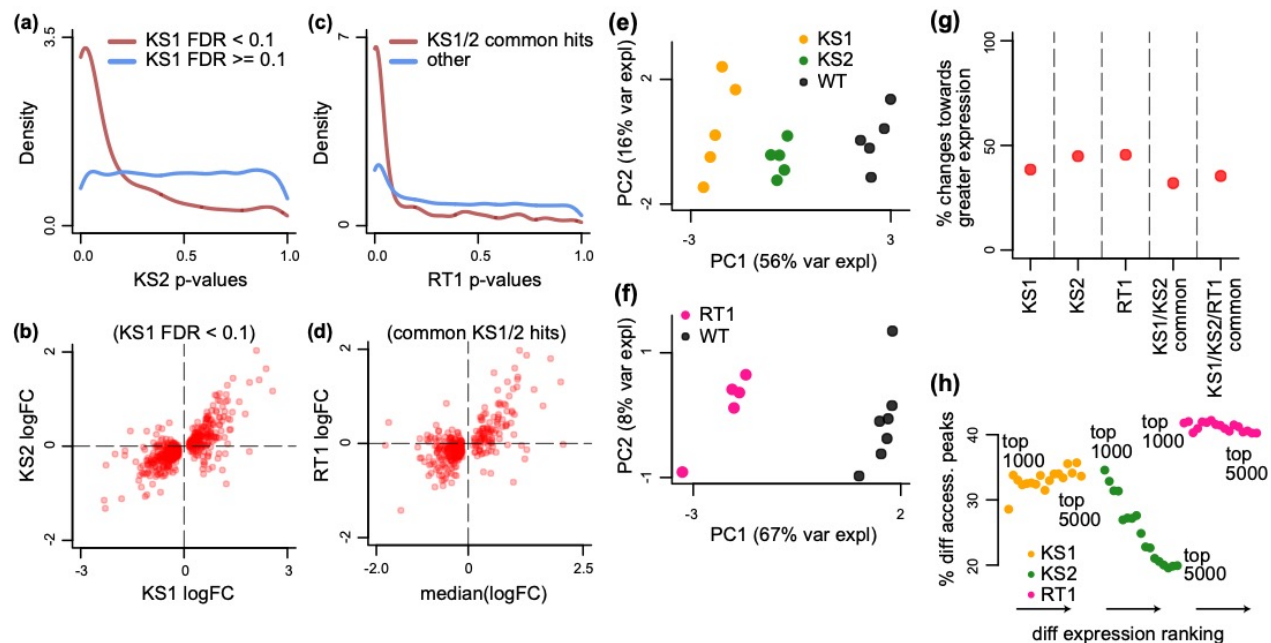 (a)
3.5
KS1 FDR < 0.1
KS1 FDR >= 0.1
Density
0.0
0.0
0.5
1.0
KS2 p-values
(c)
7
KS1/2 common hits
other
Density
0
0.0
0.5
1.0
RT1 p-values
(b)
(KS1 FDR < 0.1)
2
KS2 logFC
0
-2
-3
0
3
KS1 logFC
(d)
(common KS1/2 hits)
2
RT1 logFC
0
-2
-2.0
0
2.5
median(logFC)
(e)
KS1
KS2
WT
2
PC2 (16% var expl)
-2
-3
3
PC1 (56% var expl)
(f)
RT1
WT
1
PC2 (8% var expl)
-1
-3
2
PC1 (67% var expl)
(g)
100
% changes towards
greater expression
50
0
KS1
KS2
RT1
KS1/KS2
common
KS1/KS2/RT1
common
(h)
% diff access. peaks
40
30
20
top
1000
top
5000
top
1000
top
5000
top
1000
top
5000
KS1
KS2
RT1
diff expression ranking